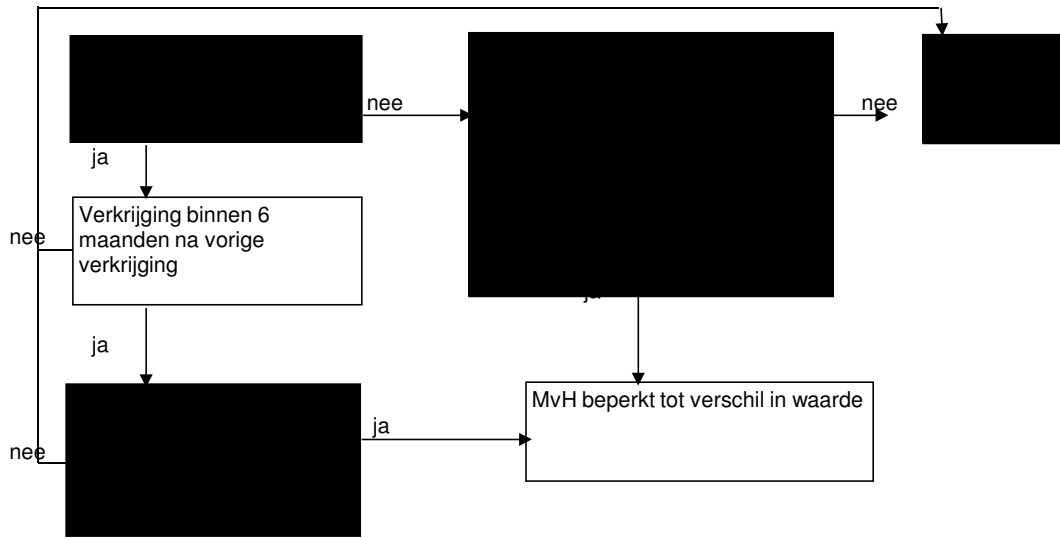 nee
nee
ja
Verkrijging binnen 6
maanden na vorige
verkrijging
nee
ja
ja
MvH beperkt tot verschil in waarde
ja
nee